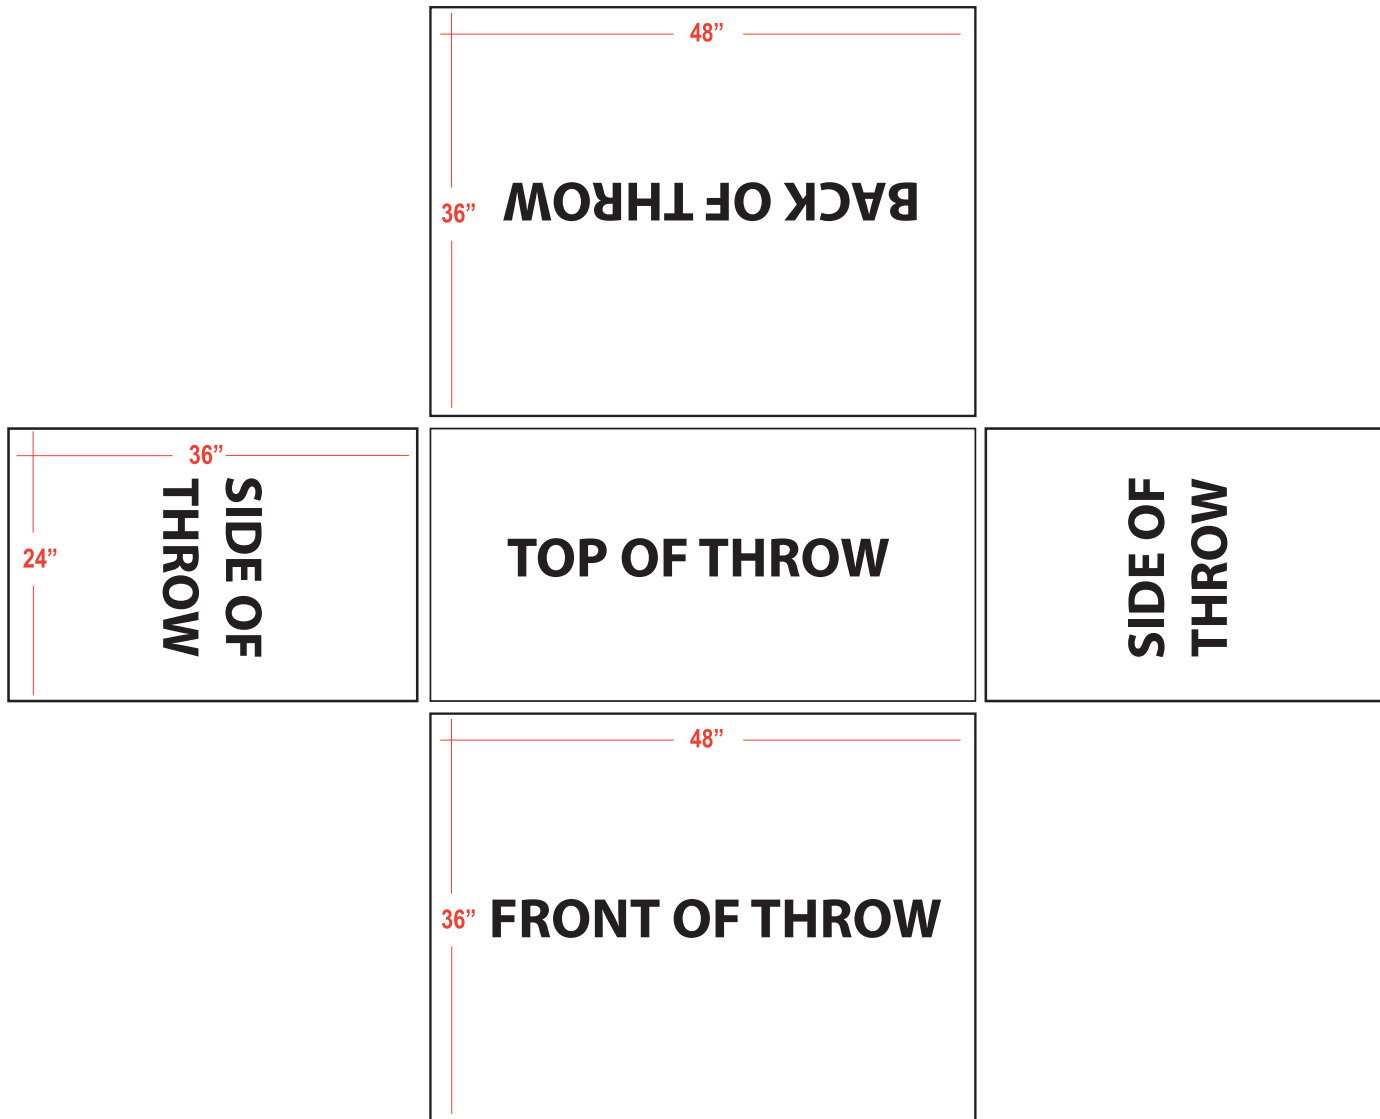 48”
36”
BACK OF THROW
36”
24”
SIDE OF
THROW
TOP OF THROW
SIDE OF
THROW
48”
36”
FRONT OF THROW